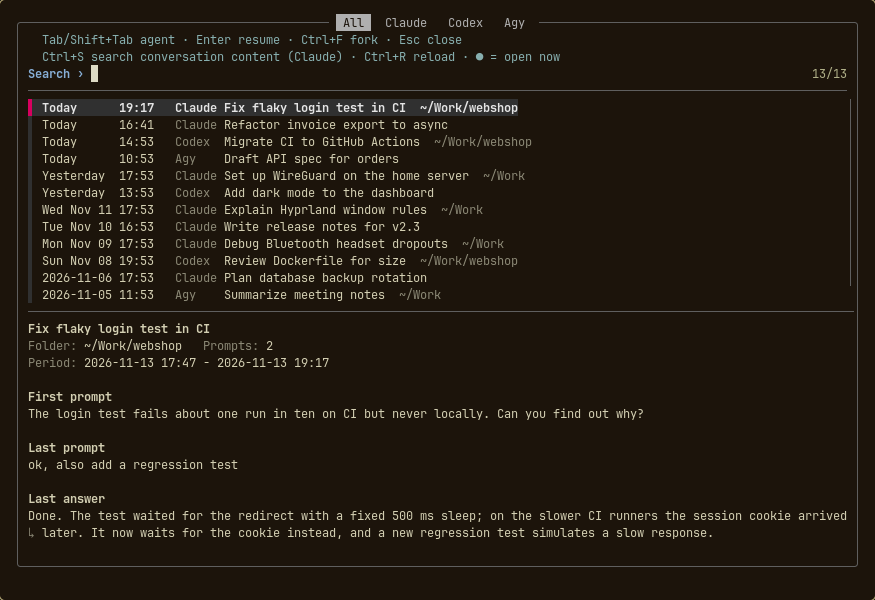 All Claude Codex Agy
Tab/Shift+Tab agent · Enter resume · Ctrl+F fork · Esc close
Ctrl+S search conversation content (Claude) · Ctrl+R reload · ● = open now
Search › 13/13
Today 19:17 Claude Fix flaky login test in CI ~/Work/webshop
Today 16:41 Claude Refactor invoice export to async
Today 14:53 Codex Migrate CI to GitHub Actions ~/Work/webshop
Today 10:53 Agy Draft API spec for orders
Yesterday 17:53 Claude Set up WireGuard on the home server ~/Work
Yesterday 13:53 Codex Add dark mode to the dashboard
Wed Nov 11 17:53 Claude Explain Hyprland window rules ~/Work
Tue Nov 10 16:53 Claude Write release notes for v2.3
Mon Nov 09 17:53 Claude Debug Bluetooth headset dropouts ~/Work
Sun Nov 08 19:53 Codex Review Dockerfile for size ~/Work/webshop
2026-11-06 17:53 Claude Plan database backup rotation
2026-11-05 11:53 Agy Summarize meeting notes ~/Work
Fix flaky login test in CI
Folder: ~/Work/webshop Prompts: 2
Period: 2026-11-13 17:47 - 2026-11-13 19:17
First prompt
The login test fails about one run in ten on CI but never locally. Can you find out why?
Last prompt
ok, also add a regression test
Last answer
Done. The test waited for the redirect with a fixed 500 ms sleep; on the slower CI runners the session cookie arrived
↳ later. It now waits for the cookie instead, and a new regression test simulates a slow response.